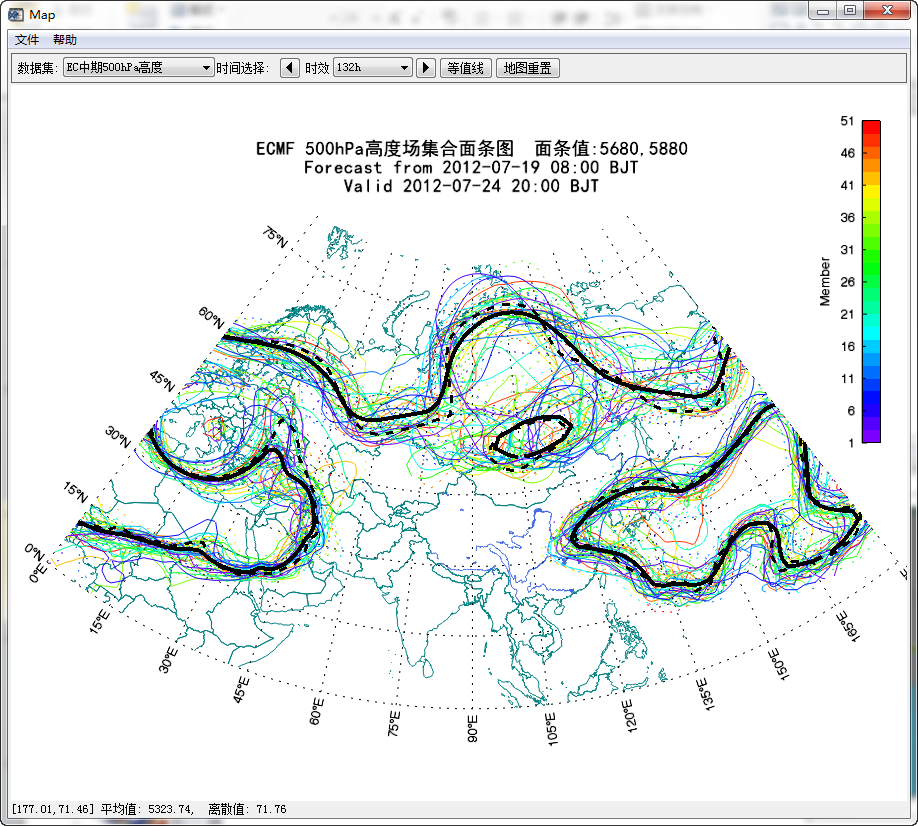 Map
文件 帮助
数据集: EC中期500hPa高度 时间选择: 时效 132h 等值线 地图重置
ECMF 500hPa高度场集合面条图 面条值:5680,5880
Forecast from 2012-07-19 08:00 BJT
Valid 2012-07-24 20:00 BJT
51
46
41
36
31
26
21
16
11
6
1
Member
75°N
60°N
45°N
30°N
15°N
0°N
0°E
15°E
30°E
45°E
60°E
75°E
90°E
105°E
120°E
135°E
150°E
165°E
[177.01,71.46] 平均值: 5323.74, 离散值: 71.76